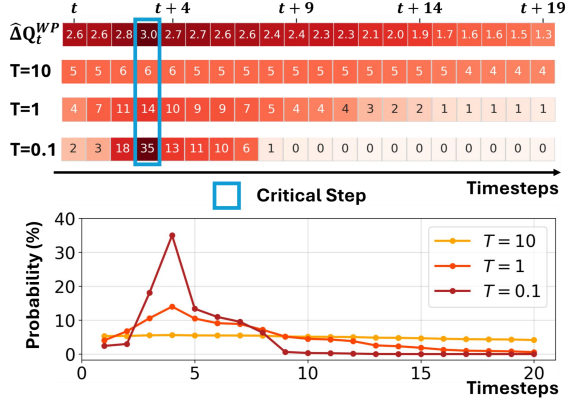 t t + 4 t + 9 t + 14 t + 19
Δ̂Q_t^WP 2.6 2.6 2.8 3.0 2.7 2.7 2.6 2.6 2.4 2.4 2.3 2.3 2.1 2.0 1.9 1.7 1.6 1.6 1.5 1.3
T=10 5 5 6 6 6 5 5 5 5 5 5 5 5 5 5 5 4 4 4 4
T=1 4 7 11 14 10 9 9 7 5 4 4 4 3 2 2 1 1 1 1 1
T=0.1 2 3 18 35 13 11 10 6 1 0 0 0 0 0 0 0 0 0 0 0
Timesteps
Critical Step
Probability (%)
40
30
20
10
0
T = 10
T = 1
T = 0.1
0 5 10 15 20
Timesteps